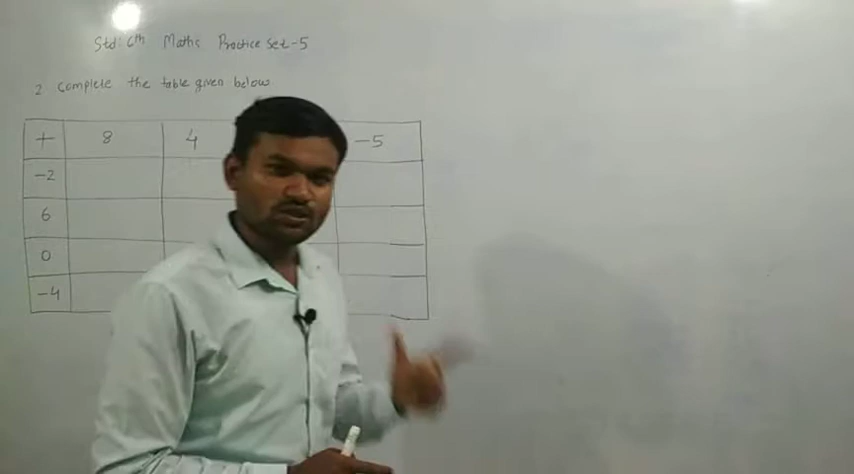 Std: 6th Maths Practice Set-5
2 Complete the table given below
+ 8 4 -5
-2
6
0
-4